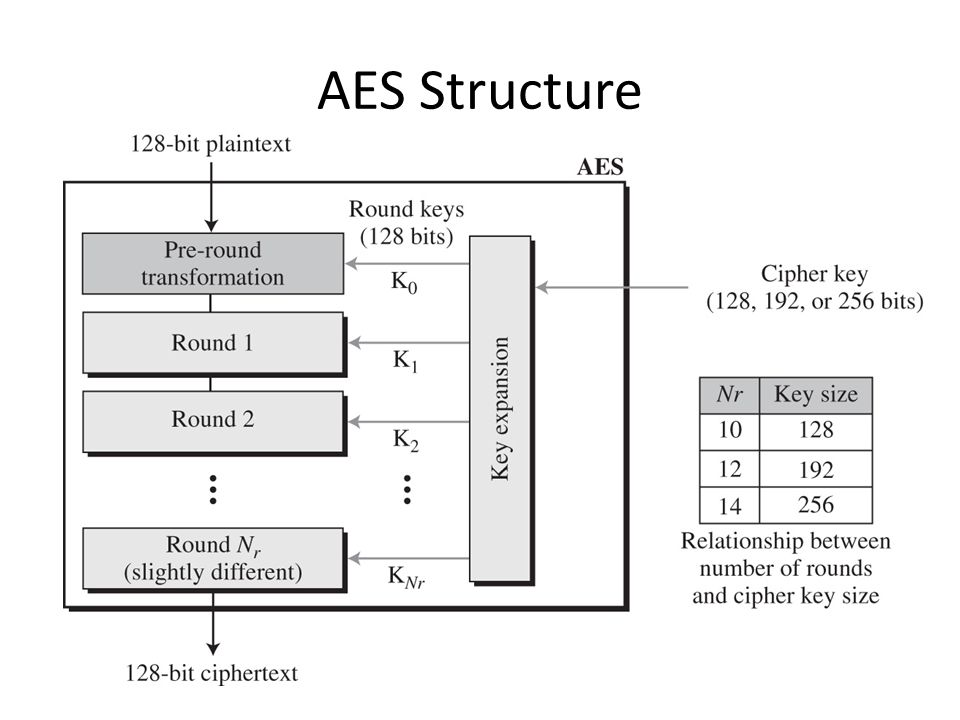 AES Structure
128-bit plaintext
AES
Round keys
(128 bits)
Pre-round
transformation
K0
Cipher key
(128, 192, or 256 bits)
Round 1
K1
Round 2
K2
Key expansion
Round Nr
(slightly different)
KNr
128-bit ciphertext
Nr Key size
10 128
12 192
14 256
Relationship between
number of rounds
and cipher key size